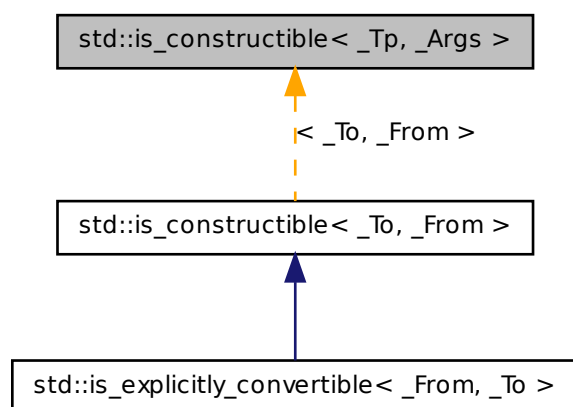 std::is_constructible< _Tp, _Args >
< _To, _From >
std::is_constructible< _To, _From >
std::is_explicitly_convertible< _From, _To >